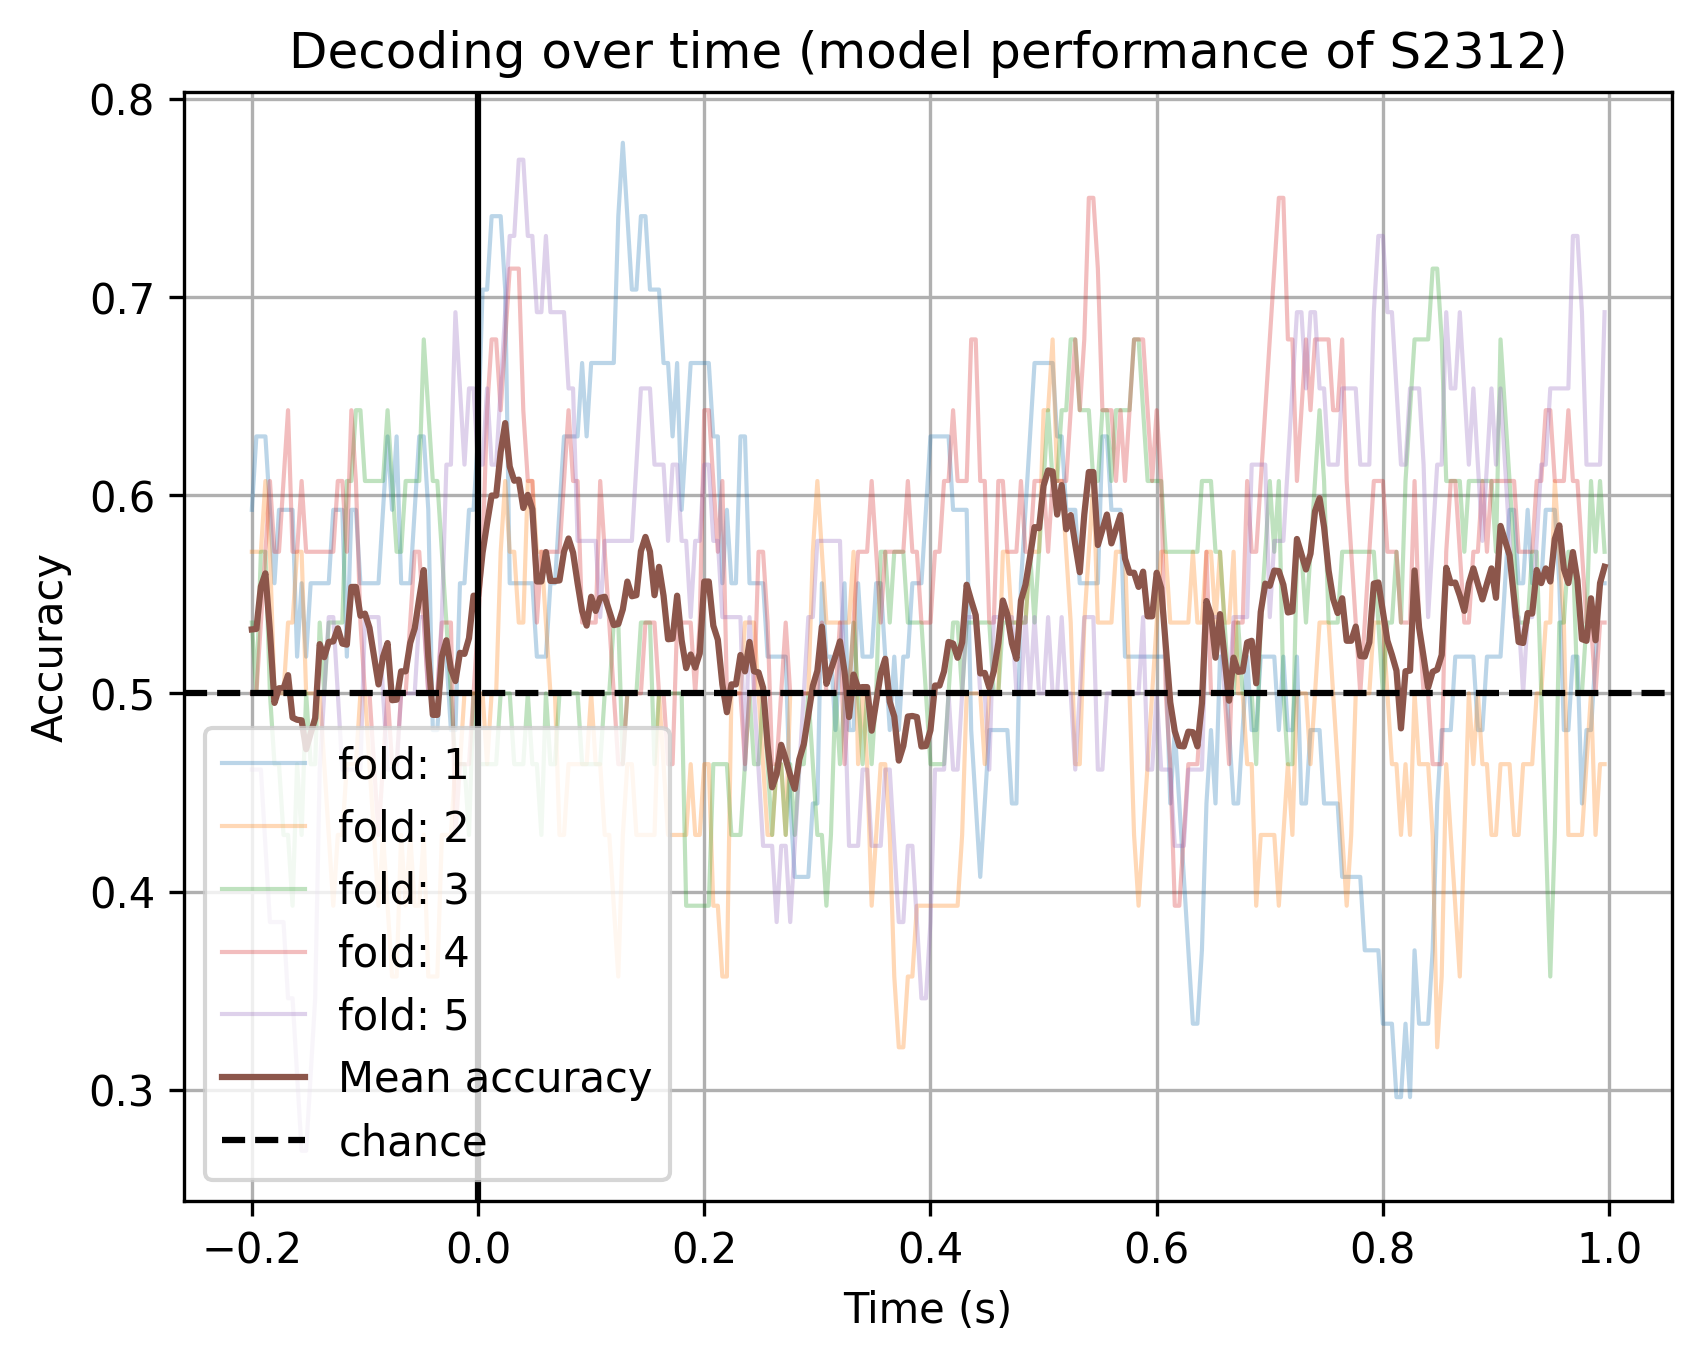 Decoding over time (model performance of S2312)
Accuracy
0.8
0.7
0.6
0.5
0.4
0.3
fold: 1
fold: 2
fold: 3
fold: 4
fold: 5
Mean accuracy
chance
−0.2 0.0 0.2 0.4 0.6 0.8 1.0
Time (s)